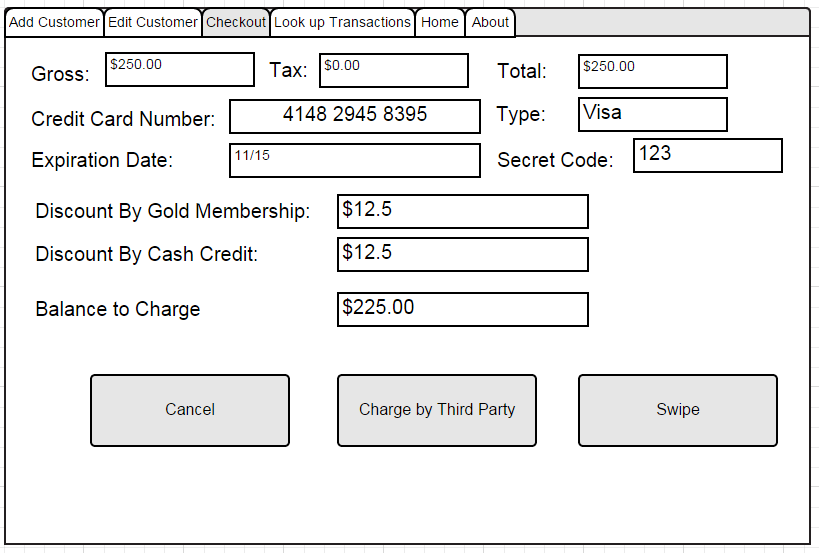 Add Customer Edit Customer Checkout Look up Transactions Home About
Gross: $250.00 Tax: $0.00 Total: $250.00
Credit Card Number: 4148 2945 8395 Type: Visa
Expiration Date: 11/15 Secret Code: 123
Discount By Gold Membership: $12.5
Discount By Cash Credit: $12.5
Balance to Charge $225.00
Cancel Charge by Third Party Swipe